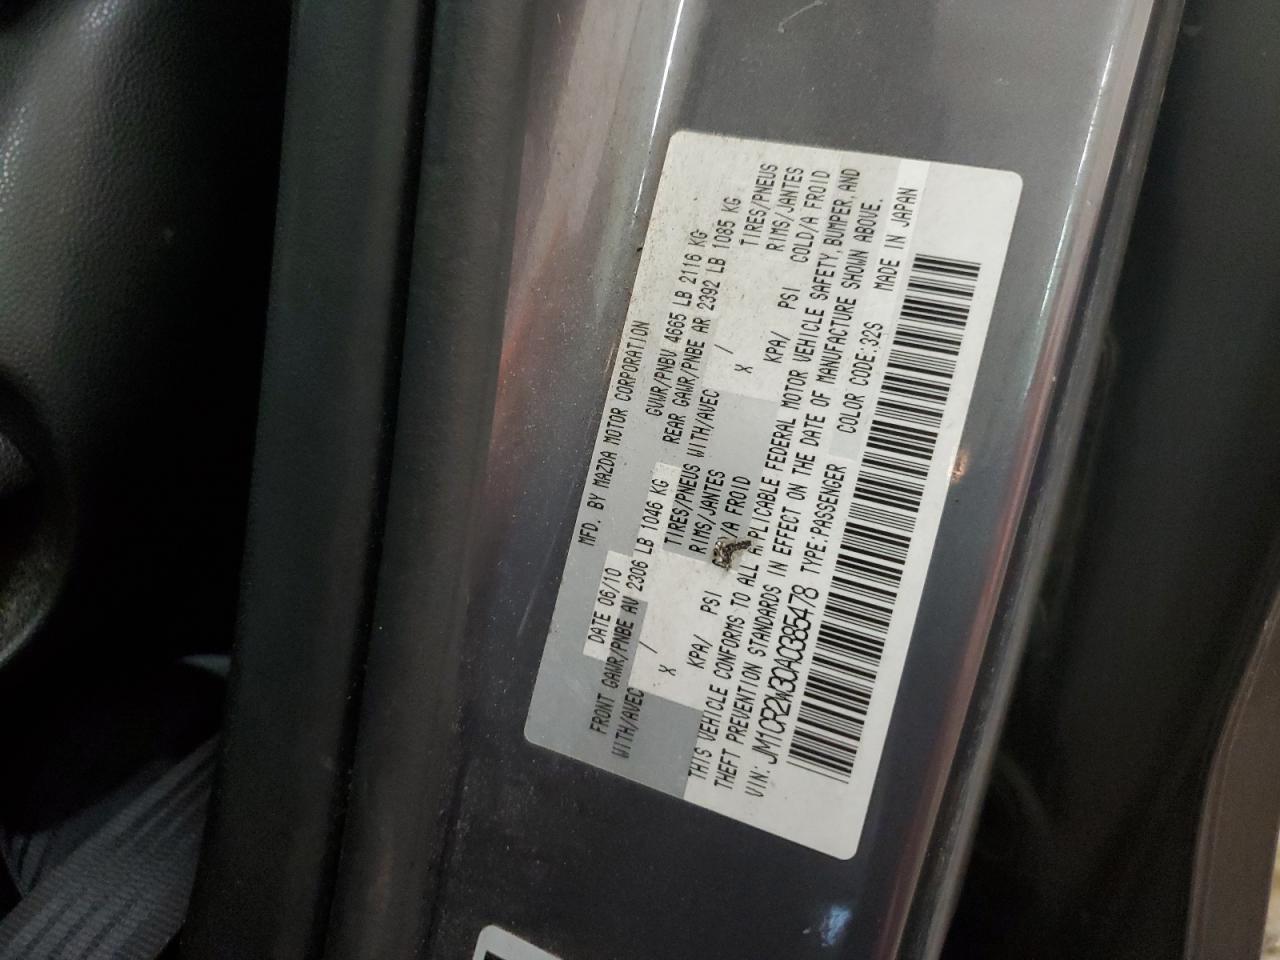 MFD. BY MAZDA MOTOR CORPORATION
DATE 06/10 GVWR/PNBV 4665 LB 2116 KG
FRONT GAWR/PNBE AV 2306 LB 1046 KG REAR GAWR/PNBE AR 2392 LB 1085 KG
WITH/AVEC / TIRES/PNEUS WITH/AVEC / TIRES/PNEUS
X RIMS/JANTES X RIMS/JANTES
KPA/ PSI /A FROID KPA/ PSI COLD/A FROID
THIS VEHICLE CONFORMS TO ALL APPLICABLE FEDERAL MOTOR VEHICLE SAFETY, BUMPER, AND
THEFT PREVENTION STANDARDS IN EFFECT ON THE DATE OF MANUFACTURE SHOWN ABOVE.
VIN: JM1CR2W30A0385478 TYPE:PASSENGER COLOR CODE:32S MADE IN JAPAN